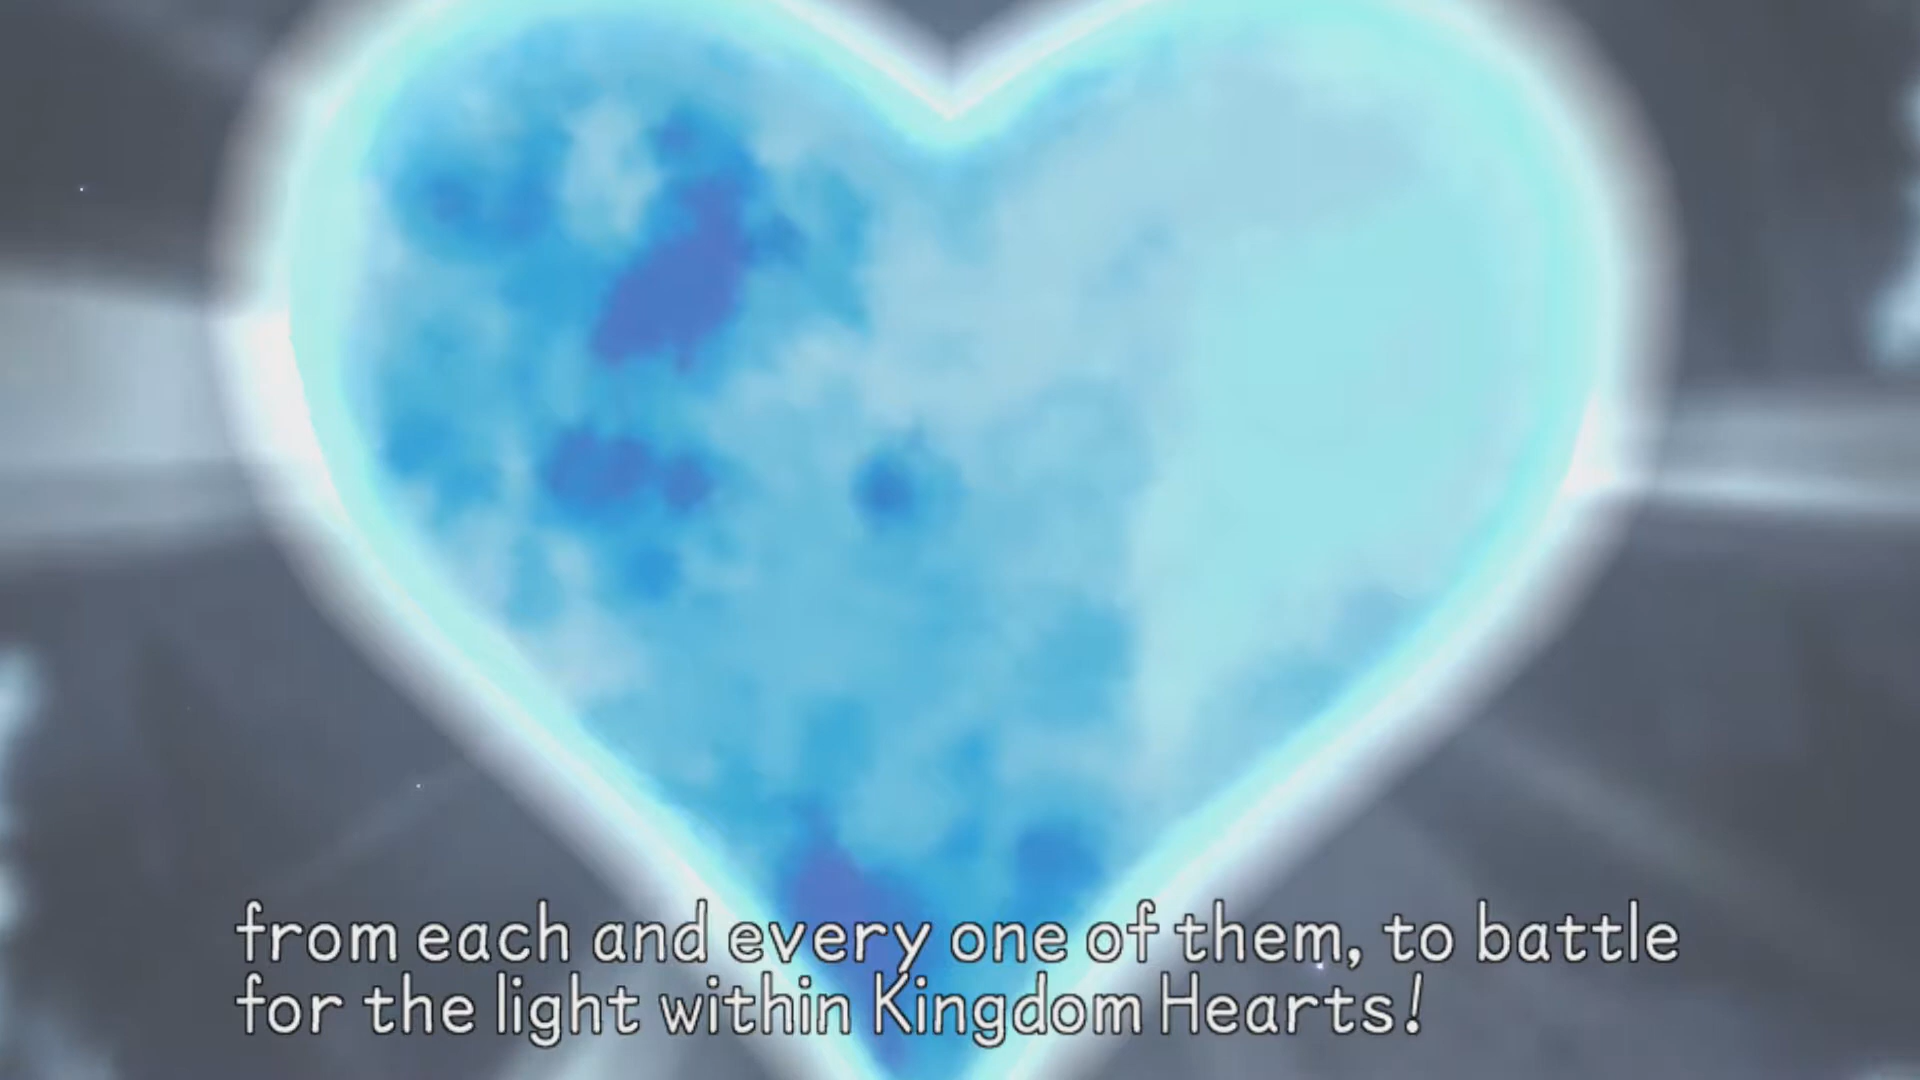 from each and every one of them, to battle
for the light within Kingdom Hearts!